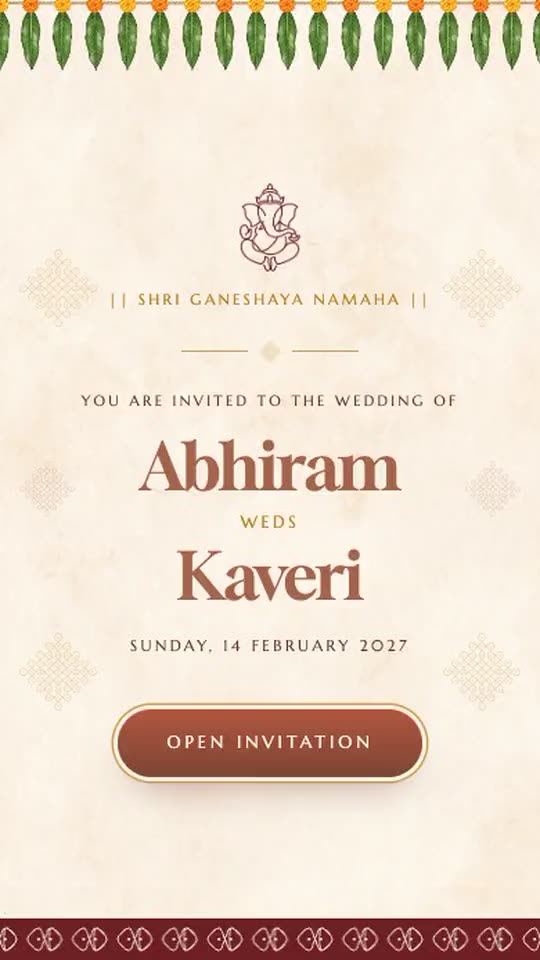 || SHRI GANESHAYA NAMAHA ||
YOU ARE INVITED TO THE WEDDING OF
Abhiram
WEDS
Kaveri
SUNDAY, 14 FEBRUARY 2027
OPEN INVITATION